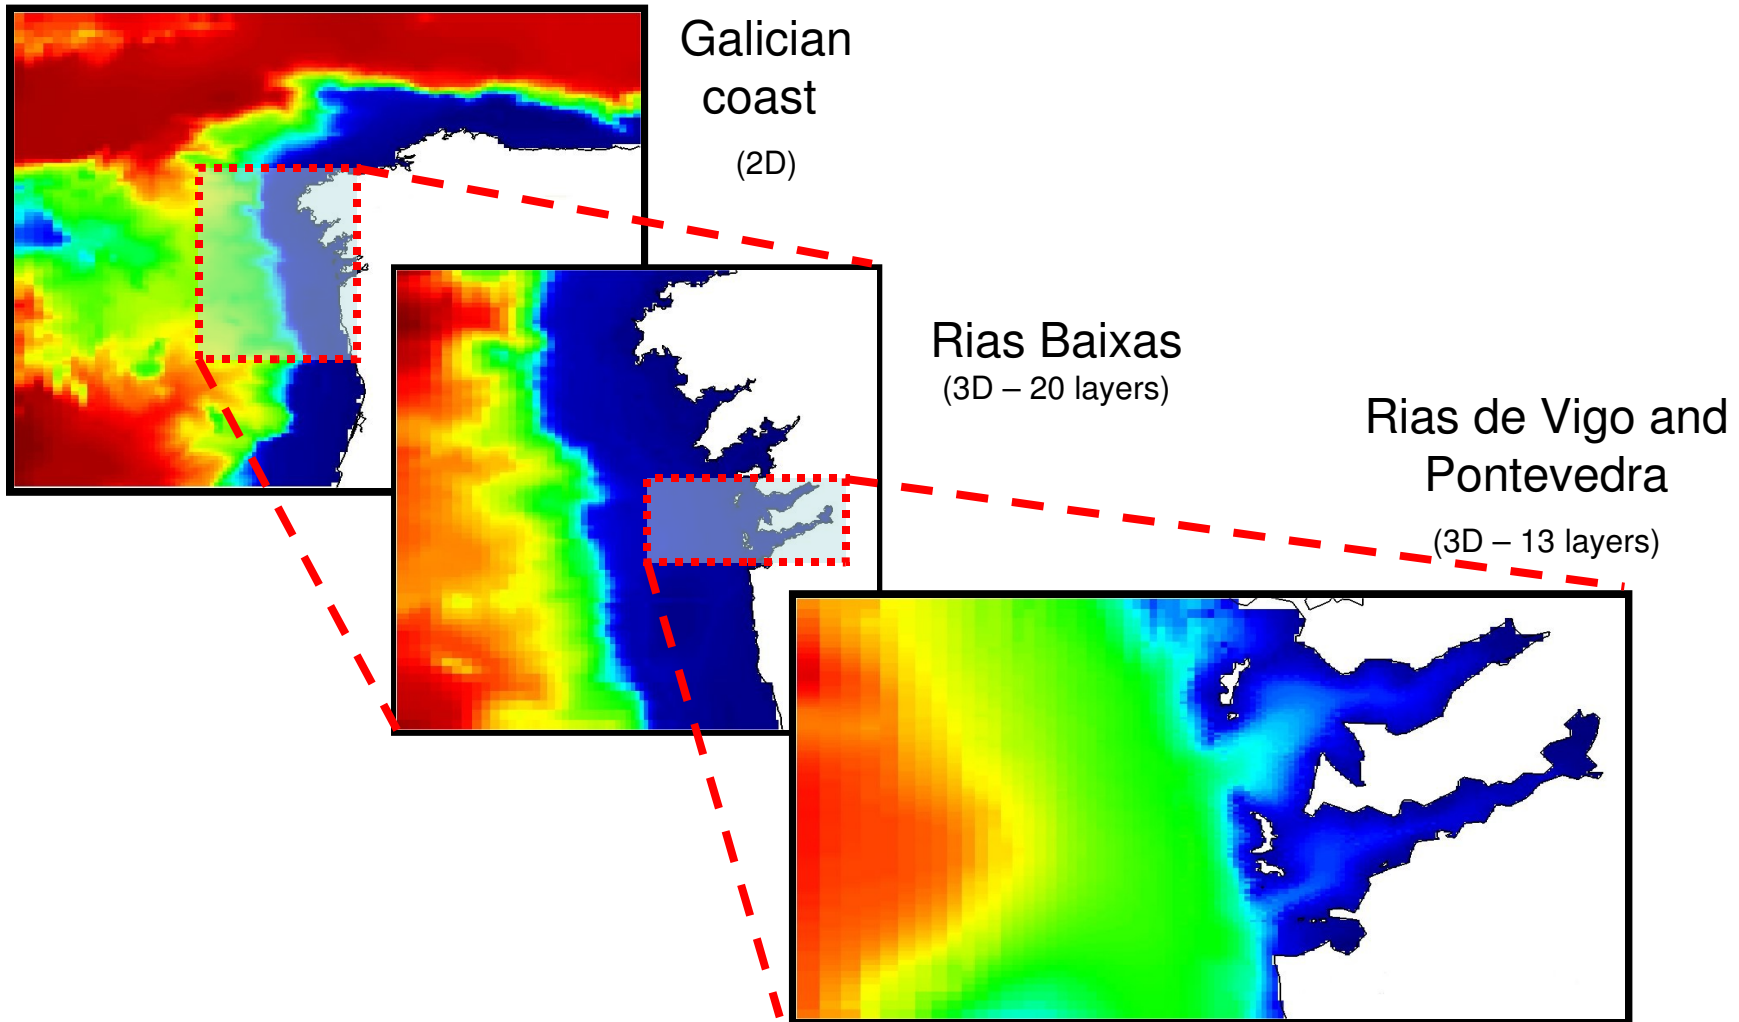 Galician
coast
(2D)
Rias Baixas
(3D – 20 layers)
Rias de Vigo and
Pontevedra
(3D – 13 layers)